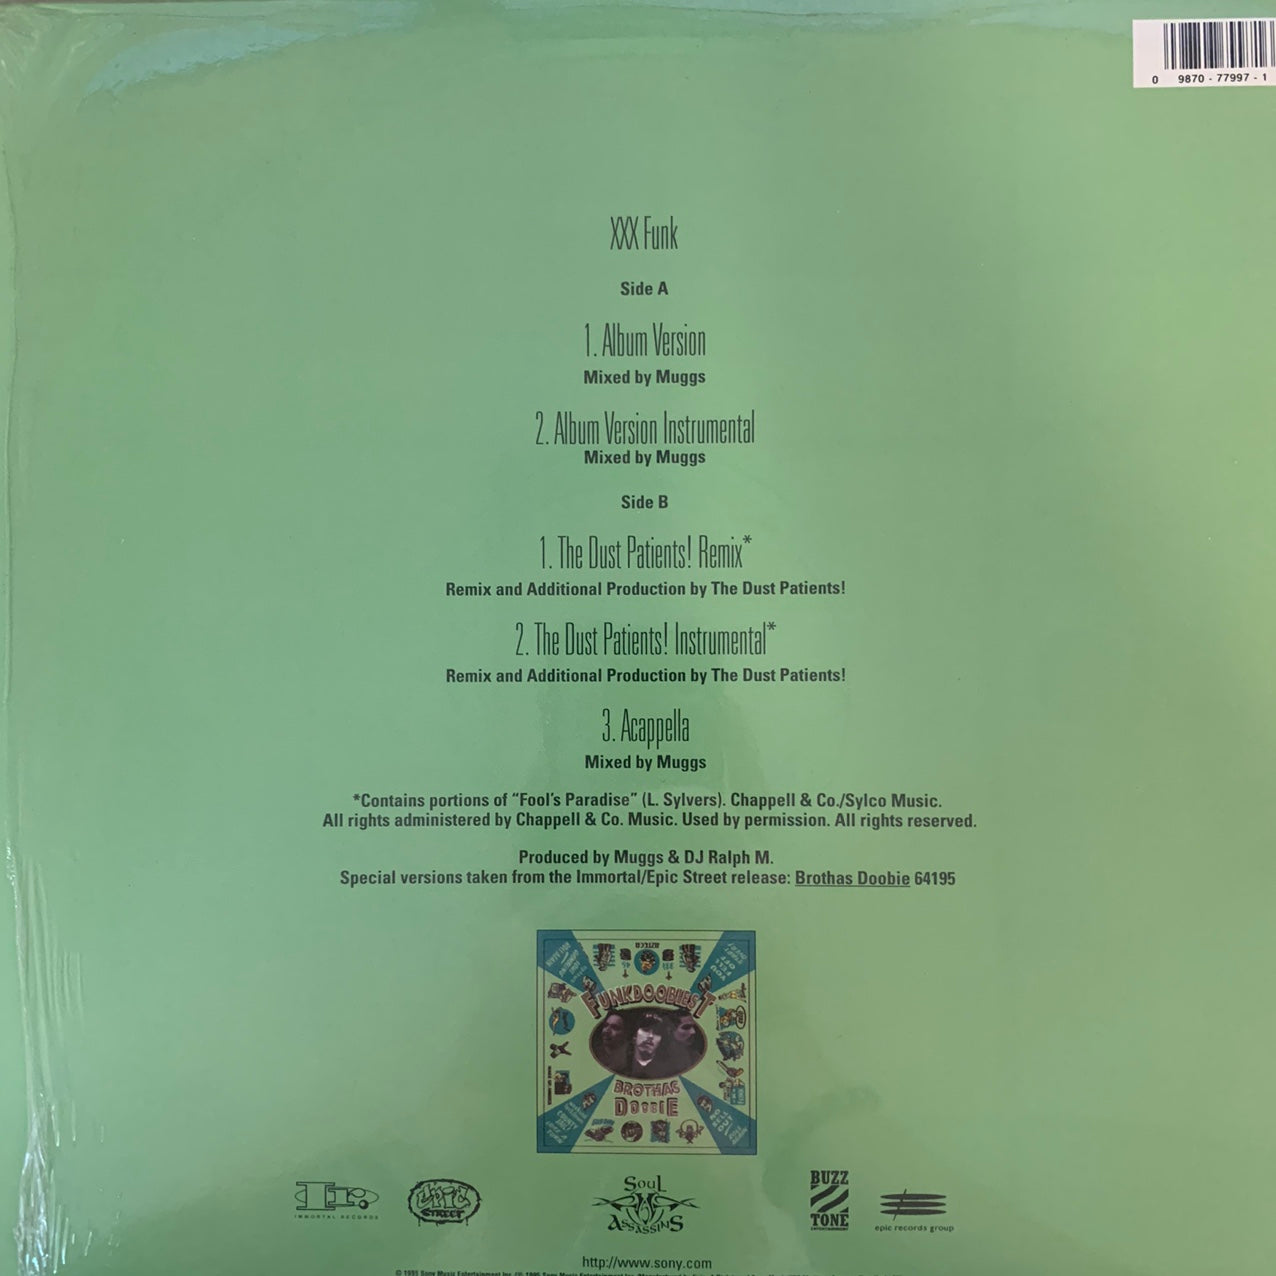 0 9870-77997-1
XXX Funk
Side A
1. Album Version
Mixed by Muggs
2. Album Version Instrumental
Mixed by Muggs
Side B
1. The Dust Patients! Remix*
Remix and Additional Production by The Dust Patients!
2. The Dust Patients! Instrumental*
Remix and Additional Production by The Dust Patients!
3. Acappella
Mixed by Muggs
*Contains portions of “Fool's Paradise” (L. Sylvers). Chappell & Co./Sylco Music.
All rights administered by Chappell & Co. Music. Used by permission. All rights reserved.
Produced by Muggs & DJ Ralph M.
Special versions taken from the Immortal/Epic Street release: Brothas Doobie 64195
FUNKDOOBIEST
BROTHAS
DOOBIE
IMMORTAL RECORDS
EPIC
STREET
SOUL
ASSASSINS
BUZZ
TONE
ENTERTAINMENT
epic records group
http://www.sony.com